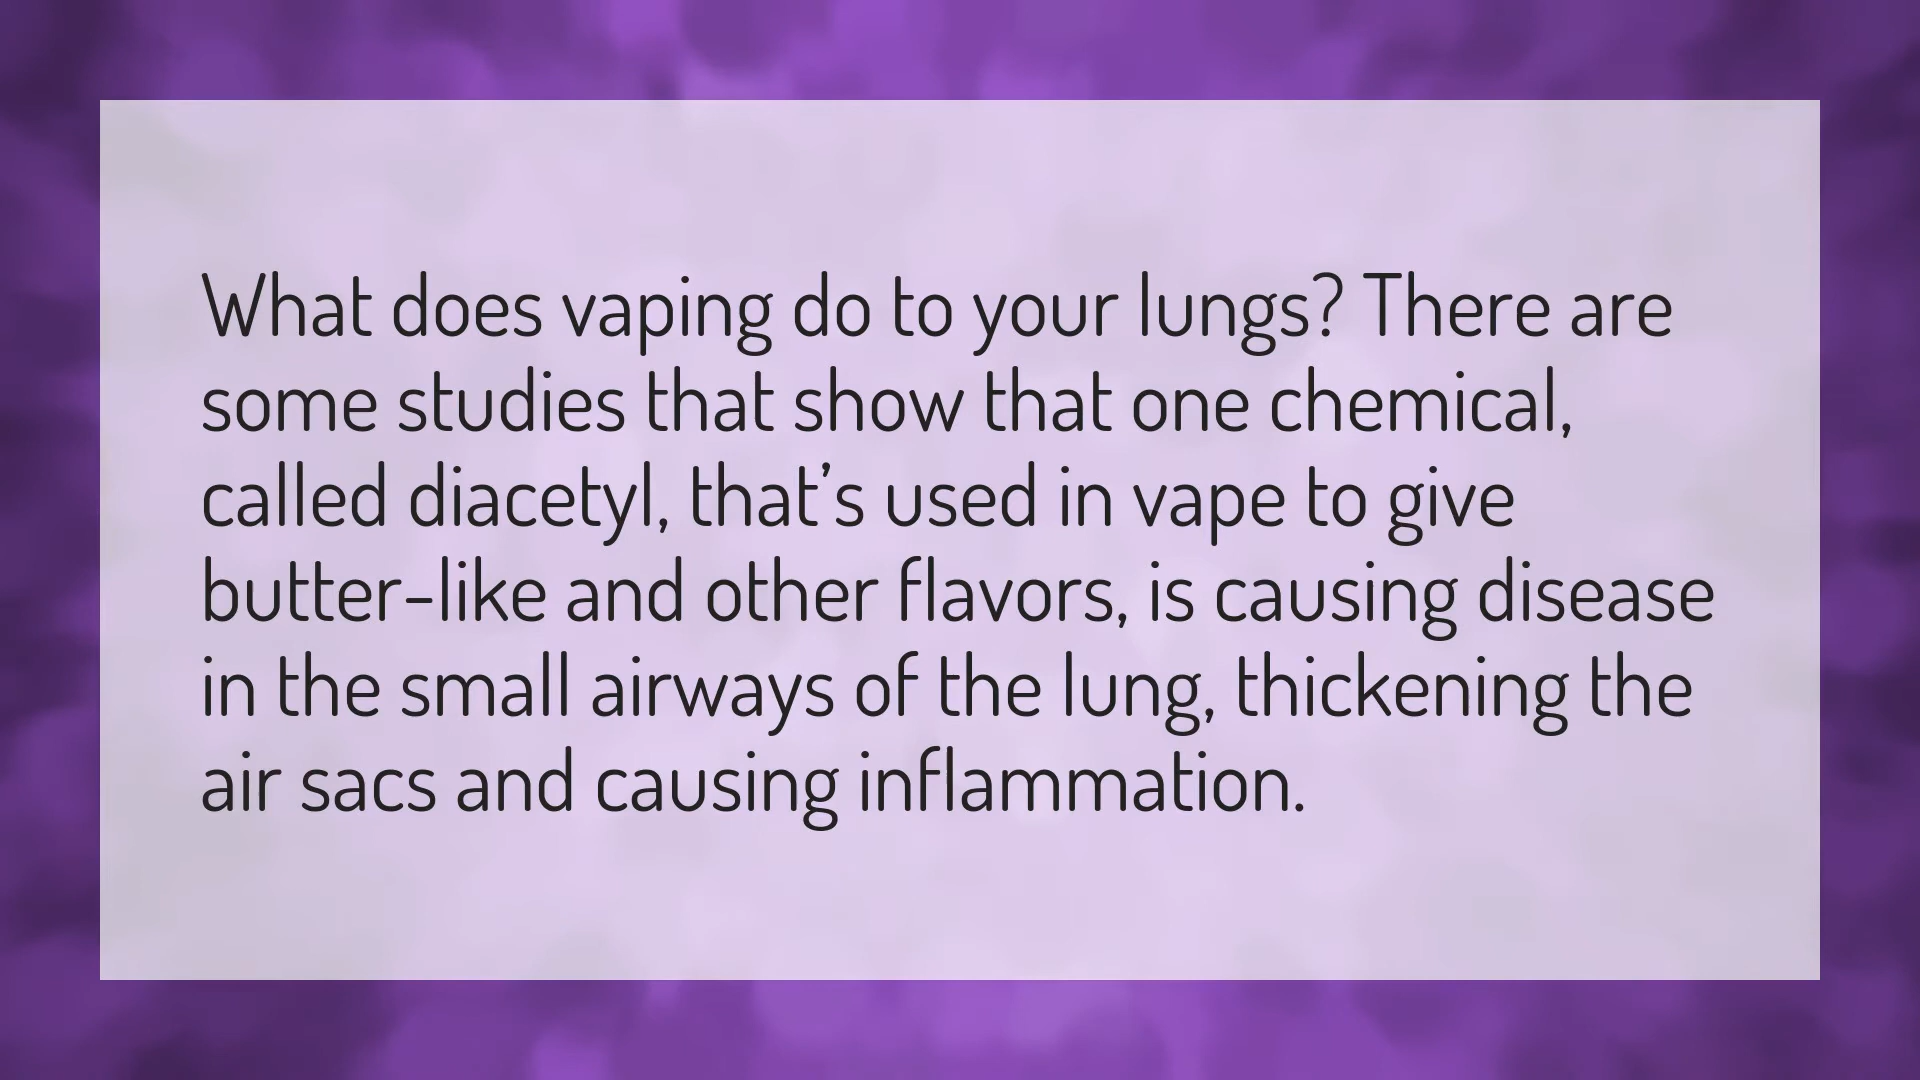 What does vaping do to your lungs? There are
some studies that show that one chemical,
called diacetyl, that’s used in vape to give
butter-like and other flavors, is causing disease
in the small airways of the lung, thickening the
air sacs and causing inflammation.